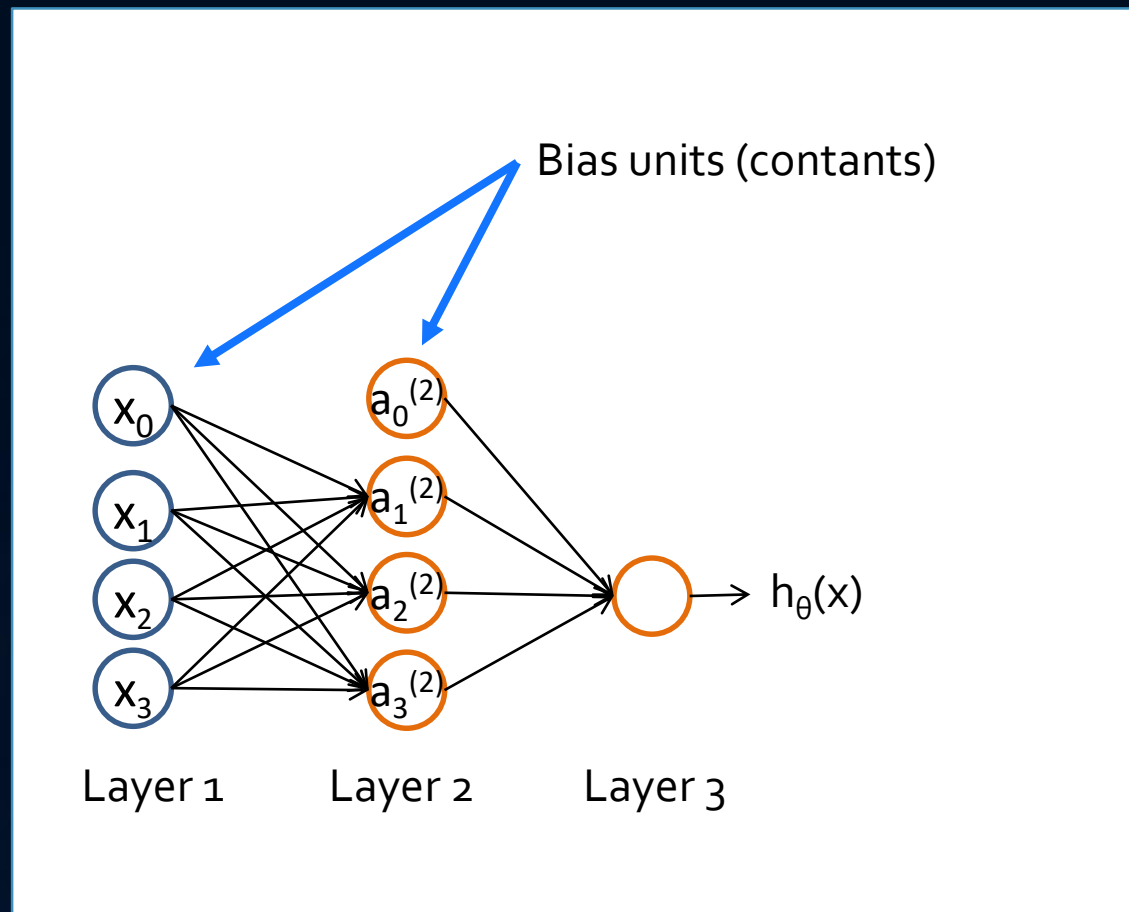 Bias units (contants)
x₀
a₀⁽²⁾
x₁
a₁⁽²⁾
x₂
a₂⁽²⁾
hθ(x)
x₃
a₃⁽²⁾
Layer 1
Layer 2
Layer 3